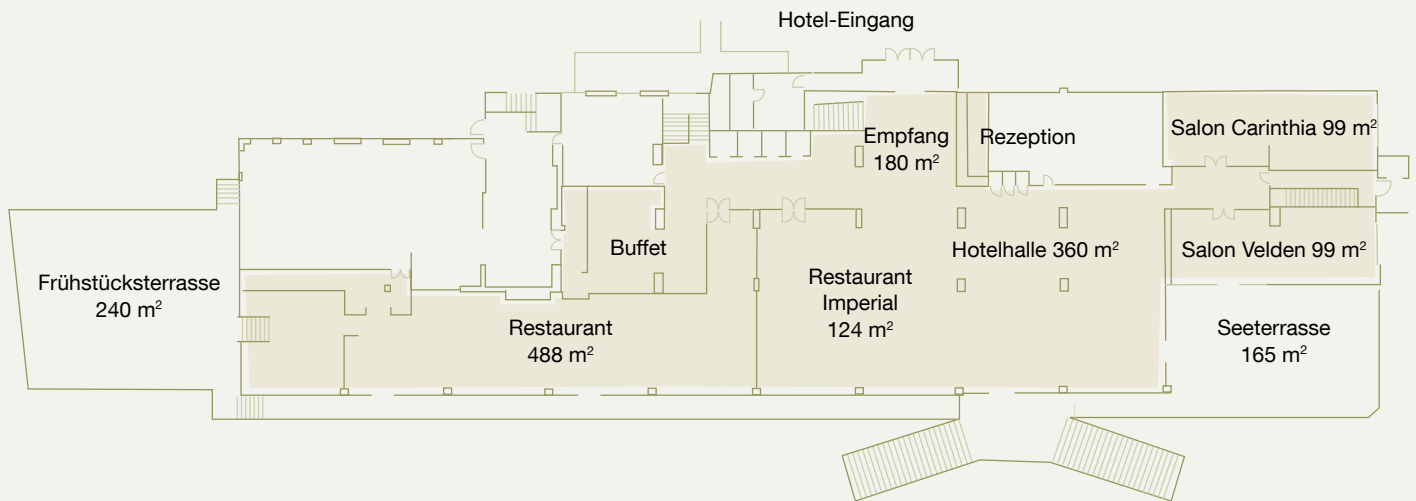 Hotel-Eingang
Empfang
180 m²
Rezeption
Salon Carinthia 99 m²
Buffet
Hotelhalle 360 m²
Salon Velden 99 m²
Frühstücksterrasse
240 m²
Restaurant
Imperial
124 m²
Restaurant
488 m²
Seeterrasse
165 m²